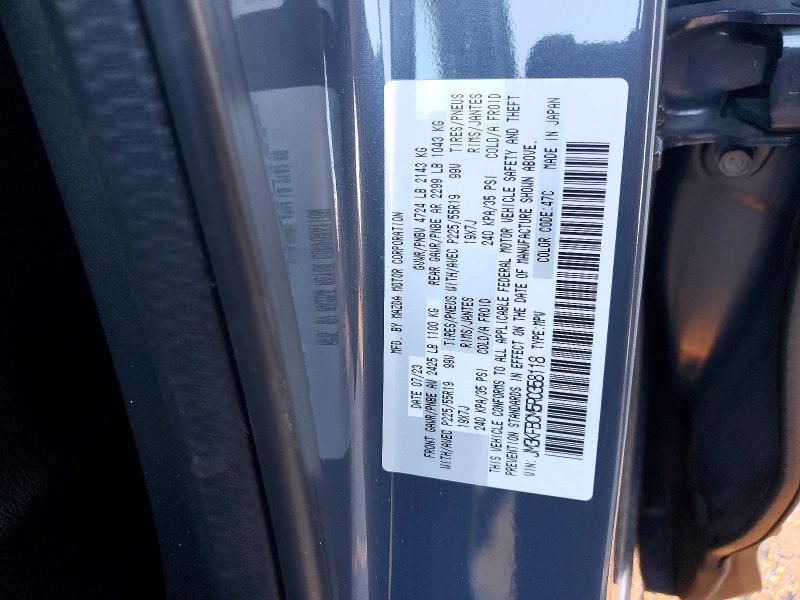 MFD. BY MAZDA MOTOR CORPORATION
DATE 07/23 GVWR/PNBV 4724 LB 2143 KG
FRONT GAWR/PNBE AV 2425 LB 1100 KG REAR GAWR/PNBE AR 2299 LB 1043 KG
WITH/AVEC P225/55R19 99V TIRES/PNEUS WITH/AVEC P225/55R19 99V TIRES/PNEUS
19X7J RIMS/JANTES 19X7J RIMS/JANTES
240 KPA/35 PSI COLD/A FROID 240 KPA/35 PSI COLD/A FROID
THIS VEHICLE CONFORMS TO ALL APPLICABLE FEDERAL MOTOR VEHICLE SAFETY AND THEFT
PREVENTION STANDARDS IN EFFECT ON THE DATE OF MANUFACTURE SHOWN ABOVE.
VIN: JM3KFBCM5R0358118 TYPE:MPV COLOR CODE:47C MADE IN JAPAN